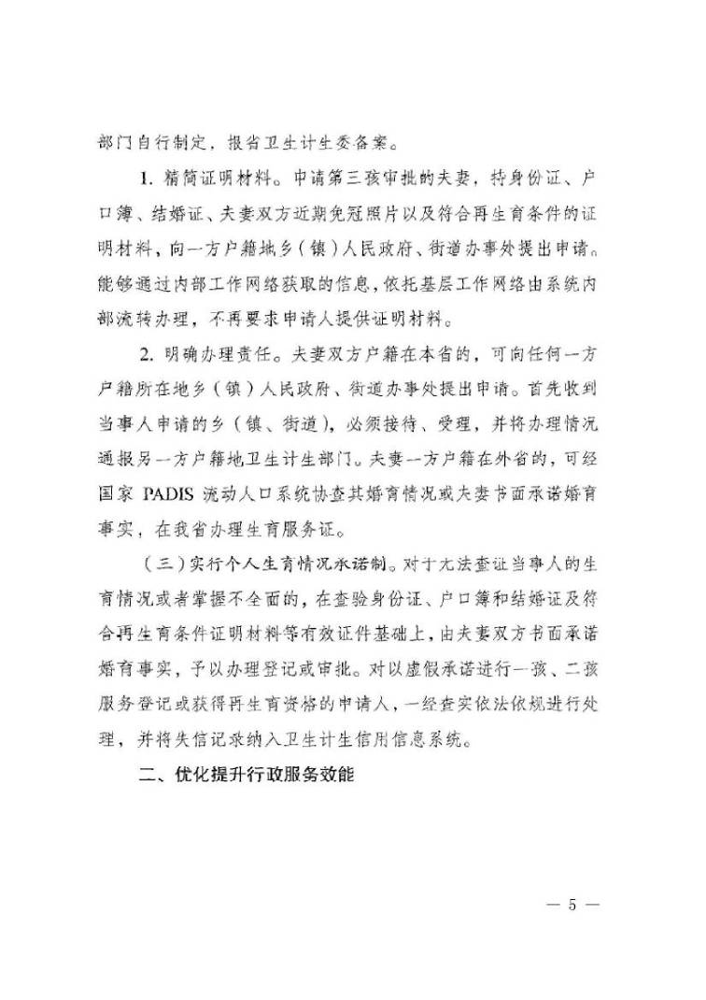 部门自行制定，报省卫生计生委备案。
1. 精简证明材料。申请第三孩审批的夫妻，持身份证、户
口簿、结婚证、夫妻双方近期免冠照片以及符合再生育条件的证
明材料，向一方户籍地乡（镇）人民政府、街道办事处提出申请。
能够通过内部工作网络获取的信息，依托基层工作网络由系统内
部流转办理，不再要求申请人提供证明材料。
2. 明确办理责任。夫妻双方户籍在本省的，可向任何一方
户籍所在地乡（镇）人民政府、街道办事处提出申请。首先收到
当事人申请的乡（镇、街道），必须接待、受理，并将办理情况
通报另一方户籍地卫生计生部门。夫妻一方户籍在外省的，可经
国家 PADIS 流动人口系统协查其婚育情况或夫妻书面承诺婚育
事实，在我省办理生育服务证。
（三）实行个人生育情况承诺制。对于无法查证当事人的生
育情况或者掌握不全面的，在查验身份证、户口簿和结婚证及符
合再生育条件证明材料等有效证件基础上，由夫妻双方书面承诺
婚育事实，予以办理登记或审批。对以虚假承诺进行一孩、二孩
服务登记或获得再生育资格的申请人，一经查实依法依规进行处
理，并将失信记录纳入卫生计生信用信息系统。
二、优化提升行政服务效能
— 5 —